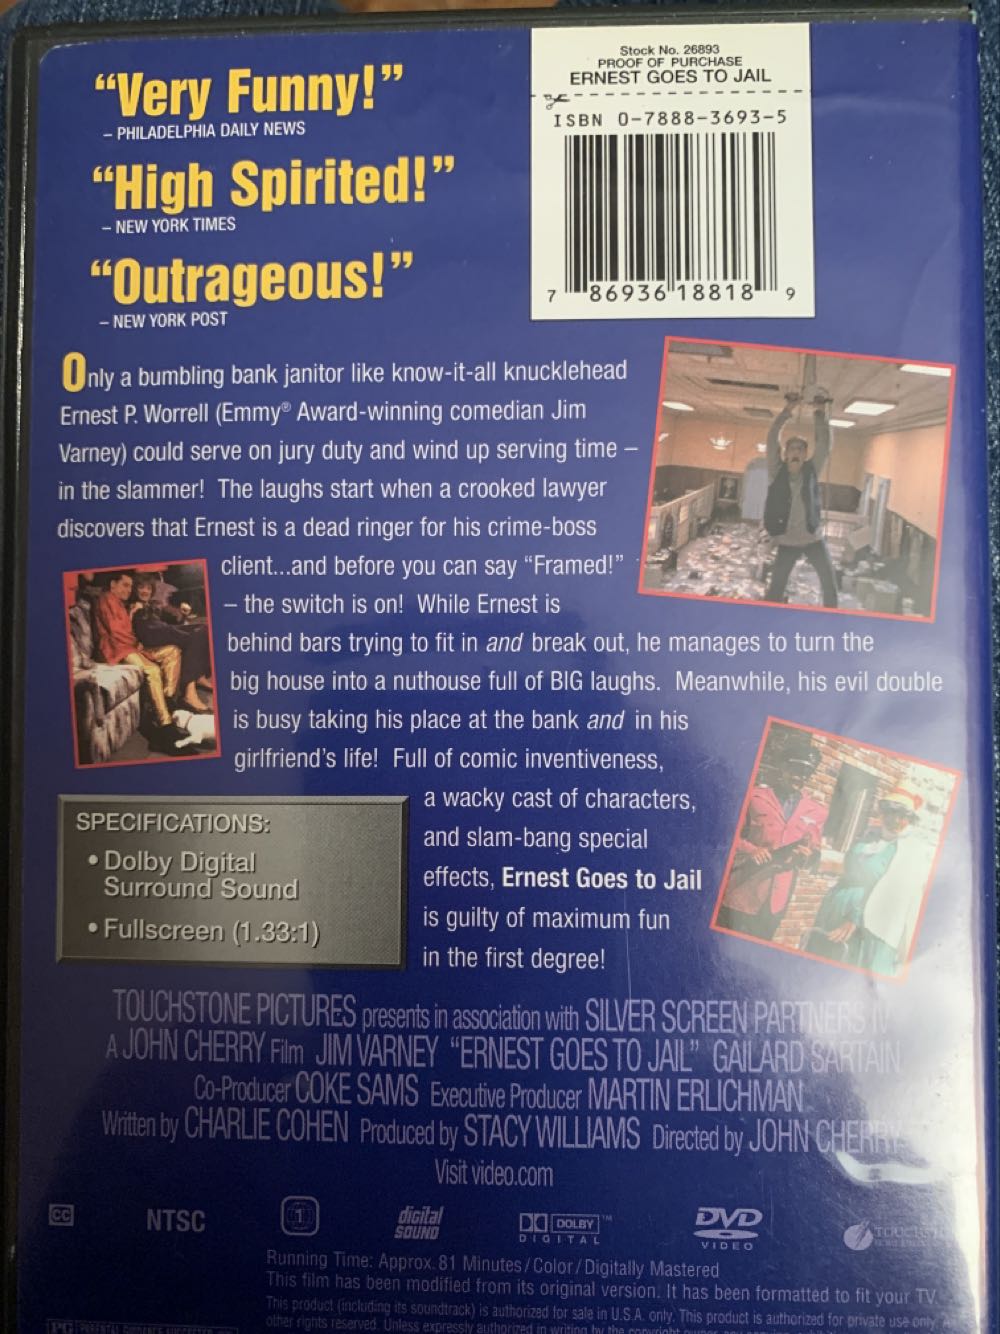 "Very Funny!"
– PHILADELPHIA DAILY NEWS
"High Spirited!"
– NEW YORK TIMES
"Outrageous!"
– NEW YORK POST
Stock No. 26893
PROOF OF PURCHASE
ERNEST GOES TO JAIL
ISBN 0-7888-3693-5
7 86936 18818 9
Only a bumbling bank janitor like know-it-all knucklehead
Ernest P. Worrell (Emmy® Award-winning comedian Jim
Varney) could serve on jury duty and wind up serving time –
in the slammer! The laughs start when a crooked lawyer
discovers that Ernest is a dead ringer for his crime-boss
client...and before you can say "Framed!"
– the switch is on! While Ernest is
behind bars trying to fit in and break out, he manages to turn the
big house into a nuthouse full of BIG laughs. Meanwhile, his evil double
is busy taking his place at the bank and in his
girlfriend's life! Full of comic inventiveness,
a wacky cast of characters,
and slam-bang special
effects, Ernest Goes to Jail
is guilty of maximum fun
in the first degree!
SPECIFICATIONS:
• Dolby Digital
Surround Sound
• Fullscreen (1.33:1)
TOUCHSTONE PICTURES presents in association with SILVER SCREEN PARTNERS IV
A JOHN CHERRY Film JIM VARNEY "ERNEST GOES TO JAIL" GAILARD SARTAIN
Co-Producer COKE SAMS Executive Producer MARTIN ERLICHMAN
Written by CHARLIE COHEN Produced by STACY WILLIAMS Directed by JOHN CHERRY
Visit video.com
CC NTSC 1 digital SOUND DOLBY™ DIGITAL DVD VIDEO
Running Time: Approx. 81 Minutes/Color/Digitally Mastered
This film has been modified from its original version. It has been formatted to fit your TV.
This product (including its soundtrack) is authorized for sale in U.S.A. only. This product is authorized for private use only.
other rights reserved. Unless expressly authorized in writing by the copyright
PG